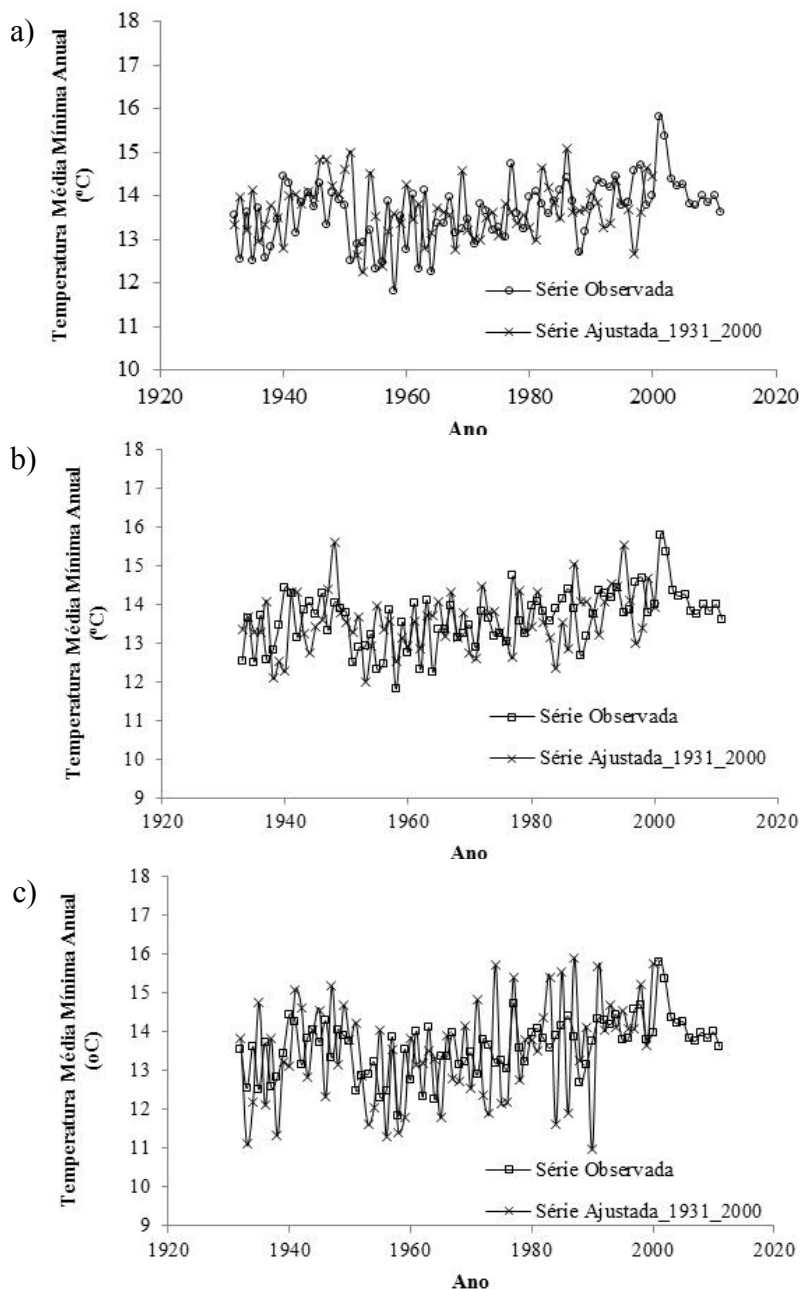 a)
Temperatura Média Mínima Anual
(ºC)
18
17
16
15
14
13
12
11
10
Série Observada
Série Ajustada_1931_2000
1920
1940
1960
1980
2000
2020
Ano
b)
Temperatura Média Mínima Anual
(ºC)
18
17
16
15
14
13
12
11
10
9
Série Observada
Série Ajustada_1931_2000
1920
1940
1960
1980
2000
2020
Ano
c)
Temperatura Média Mínima Anual
(oC)
18
17
16
15
14
13
12
11
10
9
Série Observada
Série Ajustada_1931_2000
1920
1940
1960
1980
2000
2020
Ano